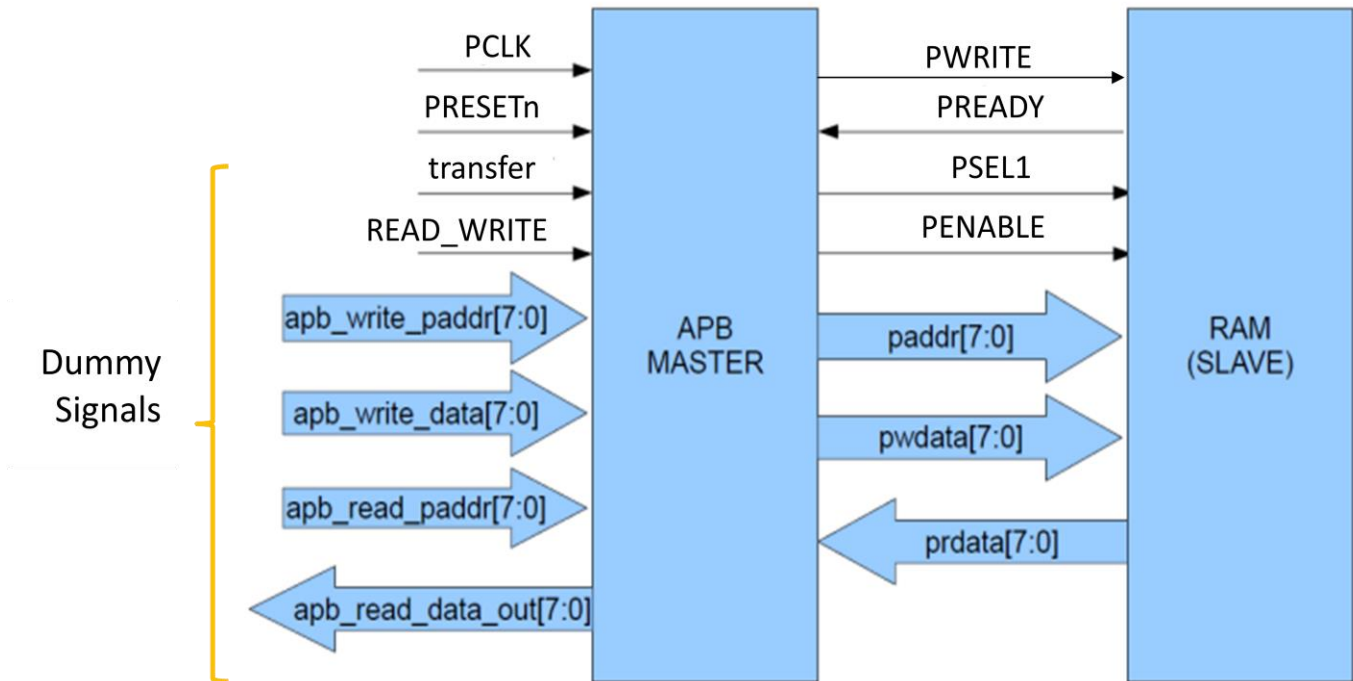 PCLK
PWRITE
PRESETn
PREADY
transfer
PSEL1
READ_WRITE
PENABLE
apb_write_paddr[7:0]
Dummy
Signals
APB
MASTER
paddr[7:0]
RAM
(SLAVE)
apb_write_data[7:0]
pwdata[7:0]
apb_read_paddr[7:0]
prdata[7:0]
apb_read_data_out[7:0]